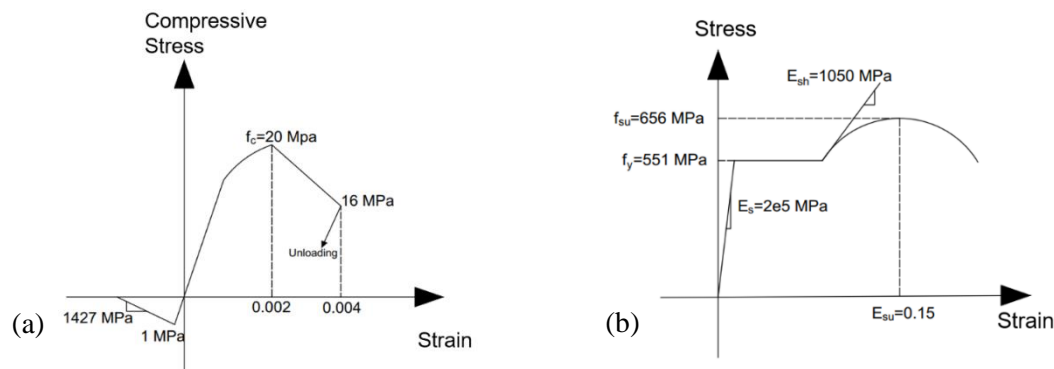 Compressive
Stress
f_c=20 Mpa
16 MPa
Unloading
1427 MPa
1 MPa
0.002
0.004
Strain
(a)
Stress
E_sh=1050 MPa
f_su=656 MPa
f_y=551 MPa
E_s=2e5 MPa
E_su=0.15
Strain
(b)